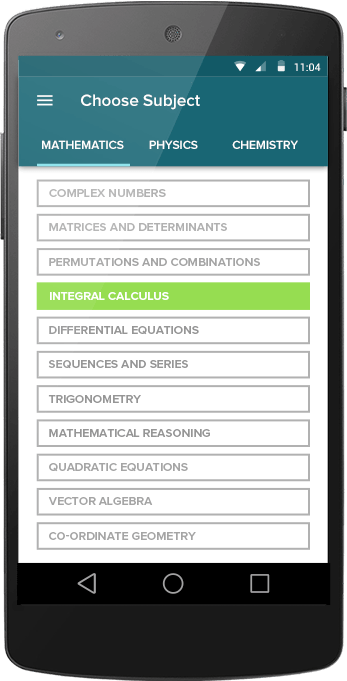 11:04
Choose Subject
MATHEMATICS PHYSICS CHEMISTRY
COMPLEX NUMBERS
MATRICES AND DETERMINANTS
PERMUTATIONS AND COMBINATIONS
INTEGRAL CALCULUS
DIFFERENTIAL EQUATIONS
SEQUENCES AND SERIES
TRIGONOMETRY
MATHEMATICAL REASONING
QUADRATIC EQUATIONS
VECTOR ALGEBRA
CO-ORDINATE GEOMETRY